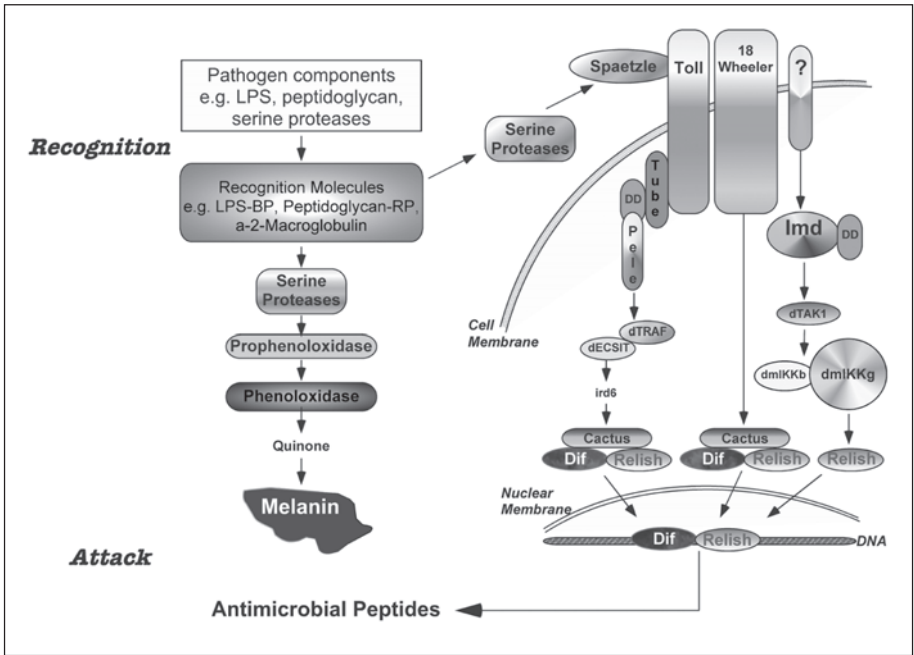 Pathogen components
e.g. LPS, peptidoglycan,
serine proteases
Recognition
Recognition Molecules
e.g. LPS-BP, Peptidoglycan-RP,
a-2-Macroglobulin
Serine
Proteases
Prophenoloxidase
Phenoloxidase
Quinone
Melanin
Attack
Serine
Proteases
Spaetzle
Toll
18
Wheeler
?
Tube
DD
Pele
Cell
Membrane
dTRAF
dECSIT
ird6
Cactus
Dif
Relish
Cactus
Dif
Relish
Imd
DD
dTAK1
dmIKKb
dmIKKg
Relish
Nuclear
Membrane
Dif
Relish
DNA
Antimicrobial Peptides